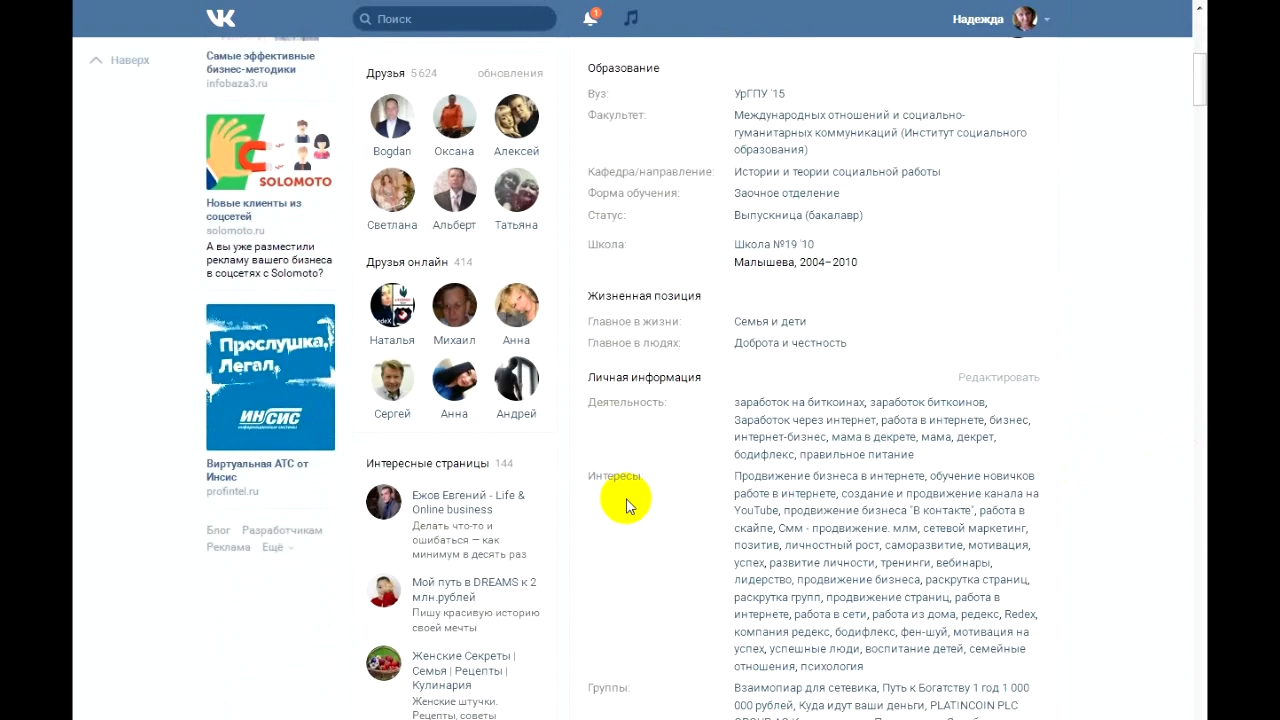 VK
Поиск
1
Надежда
Наверх
Самые эффективные
бизнес-методики
infobaza3.ru
SOLOMOTO
Новые клиенты из
соцсетей
solomoto.ru
А вы уже разместили
рекламу вашего бизнеса
в соцсетях с Solomoto?
Прослушка,
Легал,
ИНСИС
Виртуальная АТС от
Инсис
profintel.ru
Блог Разработчикам
Реклама Ещё
Друзья 5 624 обновления
Bogdan Оксана Алексей
Светлана Альберт Татьяна
Друзья онлайн 414
Наталья Михаил Анна
Сергей Анна Андрей
Интересные страницы 144
Ежов Евгений - Life &
Online business
Делать что-то и
ошибаться — как
минимум в десять раз
Мой путь в DREAMS к 2
млн.рублей
Пишу красивую историю
своей мечты
Женские Секреты |
Семья | Рецепты |
Кулинария
Женские штучки.
Рецепты, советы
Образование
Вуз: УрГПУ '15
Факультет: Международных отношений и социально-
гуманитарных коммуникаций (Институт социального
образования)
Кафедра/направление: Истории и теории социальной работы
Форма обучения: Заочное отделение
Статус: Выпускница (бакалавр)
Школа: Школа №19 '10
Малышева, 2004–2010
Жизненная позиция
Главное в жизни: Семья и дети
Главное в людях: Доброта и честность
Личная информация Редактировать
Деятельность: заработок на биткоинах, заработок биткоинов,
Заработок через интернет, работа в интернете, бизнес,
интернет-бизнес, мама в декрете, мама, декрет,
бодифлекс, правильное питание
Интересы: Продвижение бизнеса в интернете, обучение новичков
работе в интернете, создание и продвижение канала на
YouTube, продвижение бизнеса "В контакте", работа в
скайпе, Смм - продвижение. млм, сетевой маркетинг,
позитив, личностный рост, саморазвитие, мотивация,
успех, развитие личности, тренинги, вебинары,
лидерство, продвижение бизнеса, раскрутка страниц,
раскрутка групп, продвижение страниц, работа в
интернете, работа в сети, работа из дома, редекс, Redex,
компания редекс, бодифлекс, фен-шуй, мотивация на
успех, успешные люди, воспитание детей, семейные
отношения, психология
Группы: Взаимопиар для сетевика, Путь к Богатству 1 год 1 000
000 рублей, Куда идут ваши деньги, PLATINCOIN PLC